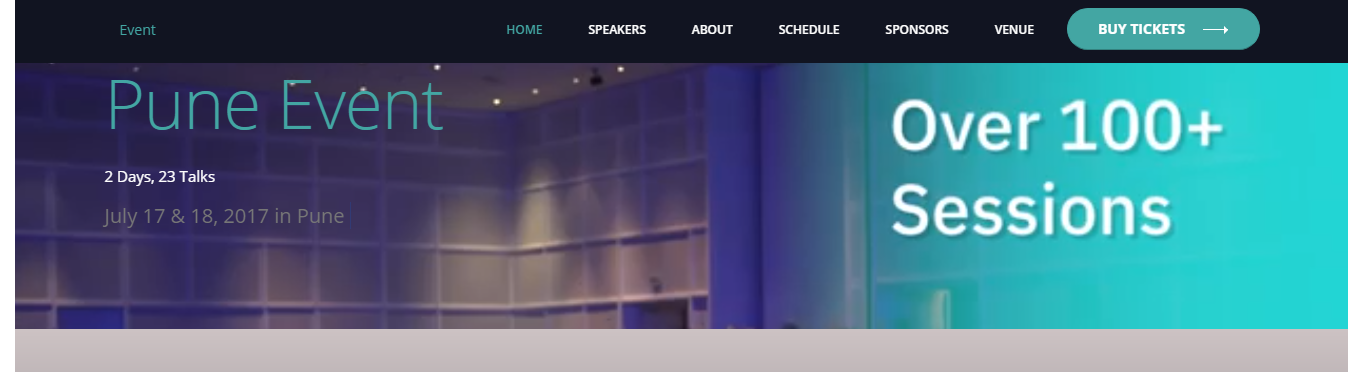 Event
HOME SPEAKERS ABOUT SCHEDULE SPONSORS VENUE BUY TICKETS
Pune Event
2 Days, 23 Talks
July 17 & 18, 2017 in Pune
Over 100+
Sessions